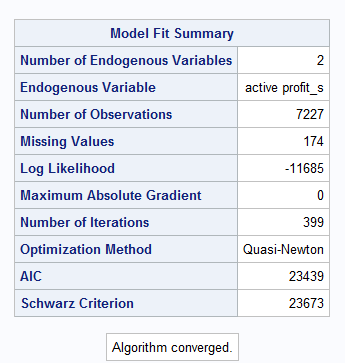 Model Fit Summary
Number of Endogenous Variables 2
Endogenous Variable active profit_s
Number of Observations 7227
Missing Values 174
Log Likelihood -11685
Maximum Absolute Gradient 0
Number of Iterations 399
Optimization Method Quasi-Newton
AIC 23439
Schwarz Criterion 23673
Algorithm converged.